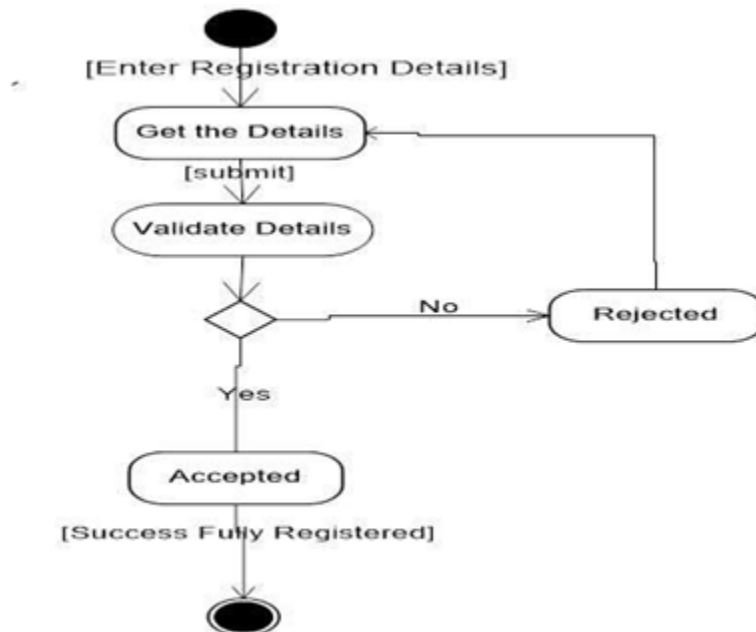 [Enter Registration Details]
Get the Details
[submit]
Validate Details
No
Rejected
Yes
Accepted
[Success Fully Registered]